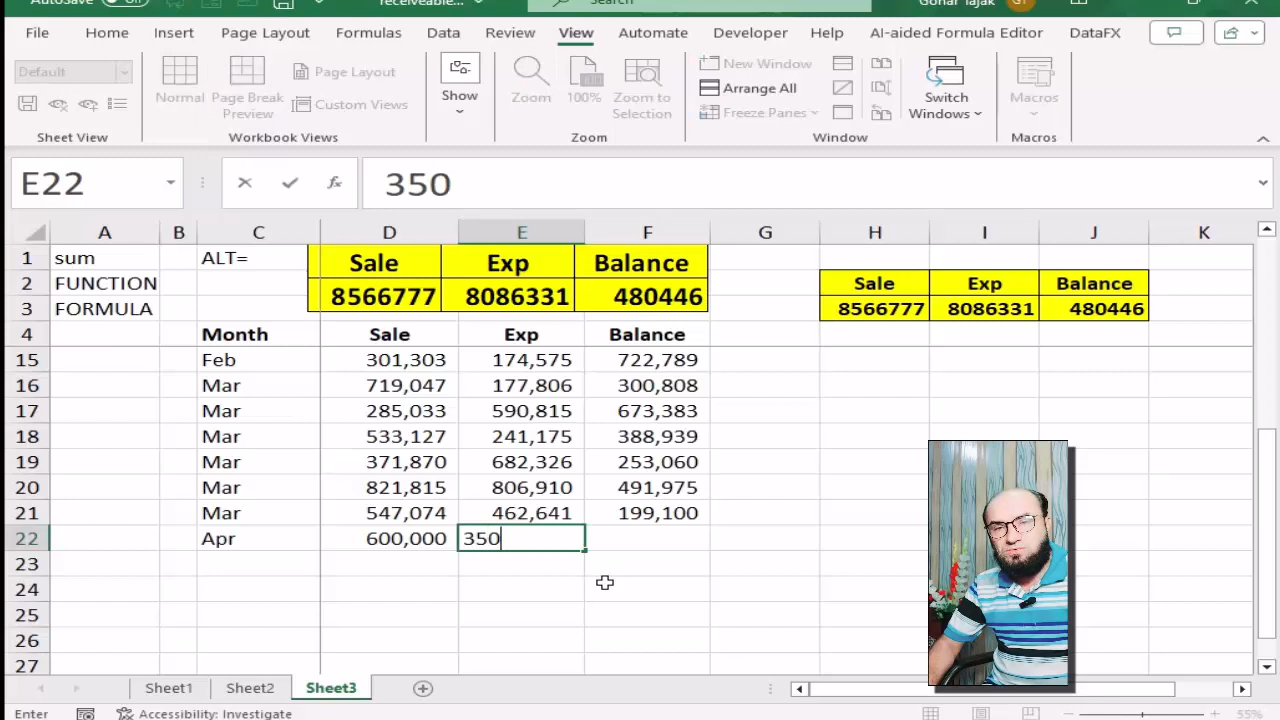 AutoSave Off receiveable... Search Gohar Tajak GT
File Home Insert Page Layout Formulas Data Review View Automate Developer Help AI-aided Formula Editor DataFX
Default Normal Page Break Preview Page Layout Custom Views Show Zoom 100% Zoom to Selection New Window Arrange All Freeze Panes Switch Windows Macros
Sheet View Workbook Views Zoom Window Macros
E22 fx 350
A B C D E F G H I J K
1 sum ALT= Sale Exp Balance
2 FUNCTION Sale Exp Balance
3 FORMULA 8566777 8086331 480446 8566777 8086331 480446
4 Month Sale Exp Balance
15 Feb 301,303 174,575 722,789
16 Mar 719,047 177,806 300,808
17 Mar 285,033 590,815 673,383
18 Mar 533,127 241,175 388,939
19 Mar 371,870 682,326 253,060
20 Mar 821,815 806,910 491,975
21 Mar 547,074 462,641 199,100
22 Apr 600,000 350
23
24
25
26
27
Sheet1 Sheet2 Sheet3
Enter Accessibility: Investigate 55%